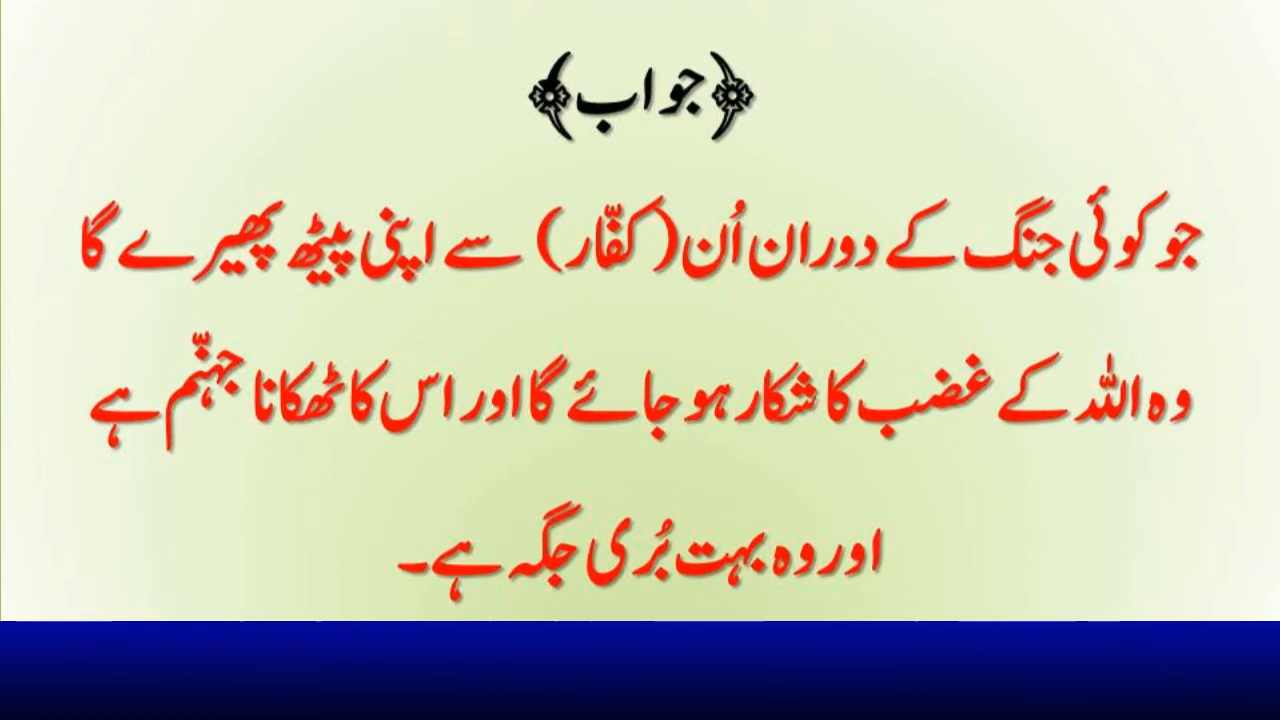 ﴿جواب﴾
جو کوئی جنگ کے دوران اُن(کفّار) سے اپنی پیٹھ پھیرے گا
وہ اللہ کے غضب کا شکار ہو جائے گا اور اس کا ٹھکانا جہنّم ہے
اور وہ بہت بُری جگہ ہے۔